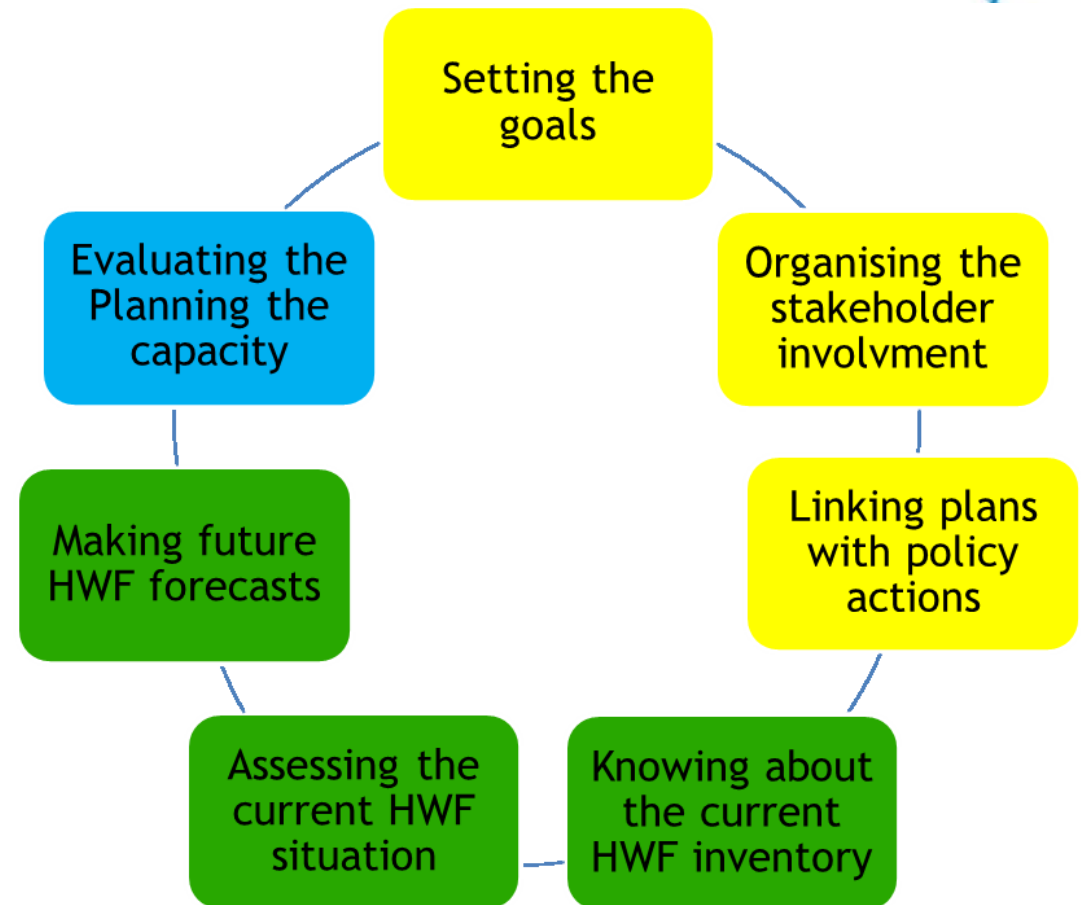 Setting the
goals
Organising the
stakeholder
involvment
Linking plans
with policy
actions
Knowing about
the current
HWF inventory
Assessing the
current HWF
situation
Making future
HWF forecasts
Evaluating the
Planning the
capacity